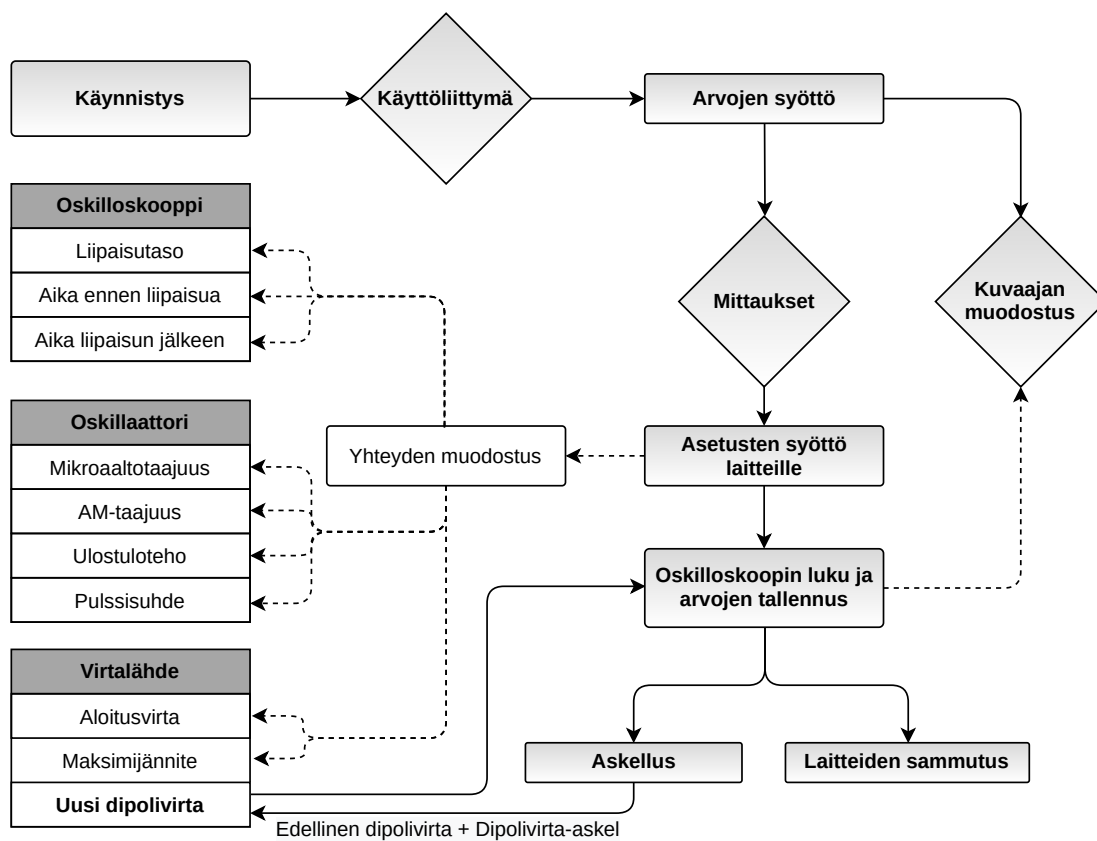 Käynnistys
Käyttöliittymä
Arvojen syöttö
Oskilloskooppi
Liipaisutaso
Aika ennen liipaisua
Aika liipaisun jälkeen
Mittaukset
Kuvaajan
muodostus
Oskillaattori
Mikroaaltotaajuus
AM-taajuus
Ulostuloteho
Pulssisuhde
Yhteyden muodostus
Asetusten syöttö
laitteille
Oskilloskoopin luku ja
arvojen tallennus
Virtalähde
Aloitusvirta
Maksimijännite
Uusi dipolivirta
Askellus
Laitteiden sammutus
Edellinen dipolivirta + Dipolivirta-askel